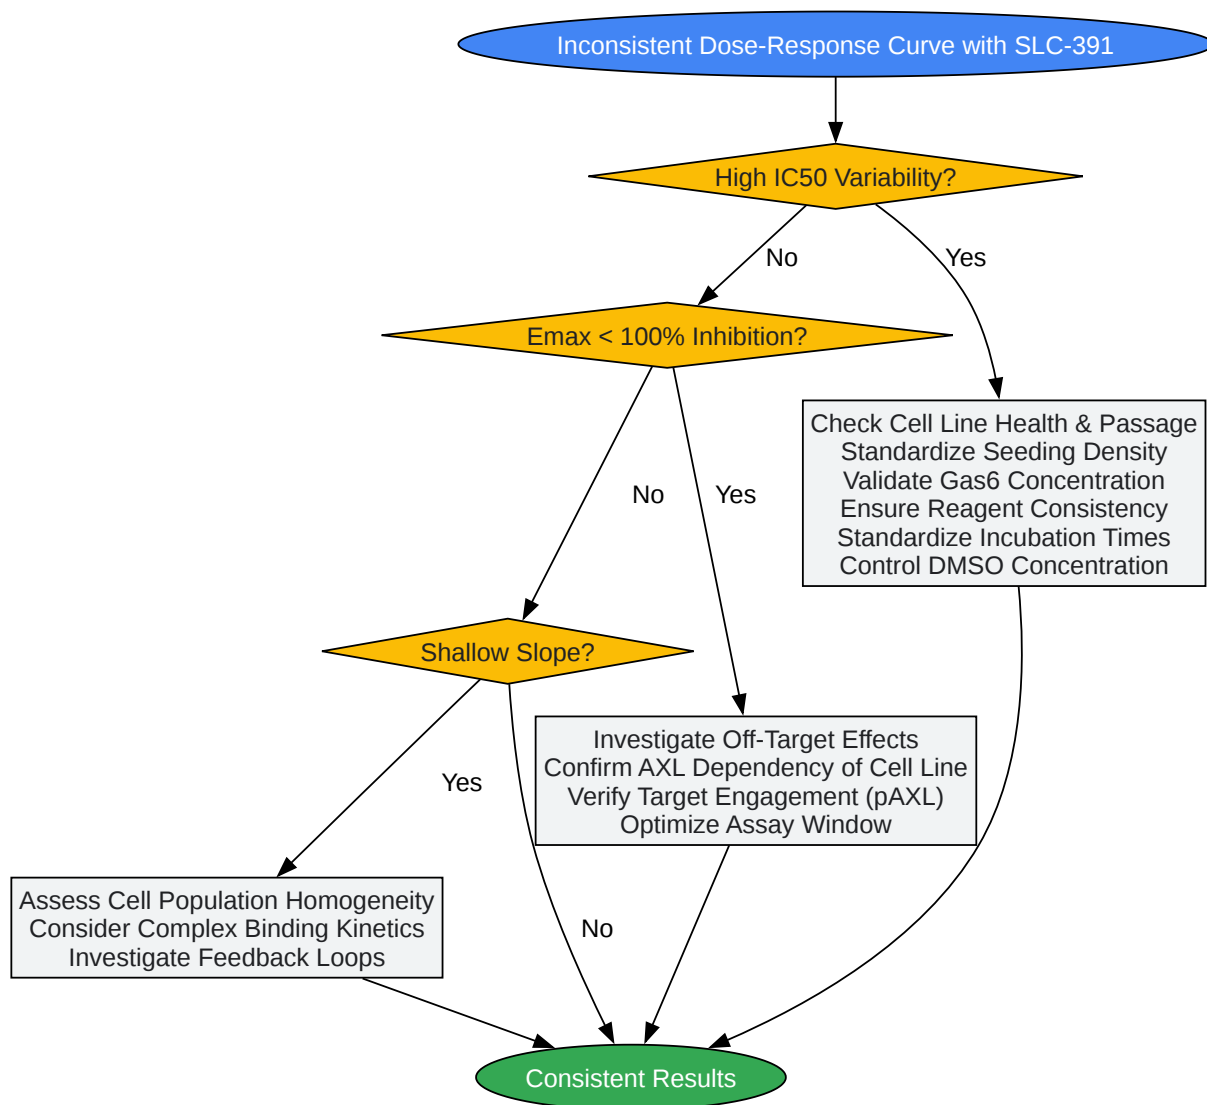 Inconsistent Dose-Response Curve with SLC-391
High IC50 Variability?
No
Yes
Emax < 100% Inhibition?
Check Cell Line Health & Passage
Standardize Seeding Density
Validate Gas6 Concentration
Ensure Reagent Consistency
Standardize Incubation Times
Control DMSO Concentration
No
Yes
Shallow Slope?
Investigate Off-Target Effects
Confirm AXL Dependency of Cell Line
Verify Target Engagement (pAXL)
Optimize Assay Window
Yes
Assess Cell Population Homogeneity
Consider Complex Binding Kinetics
Investigate Feedback Loops
No
Consistent Results